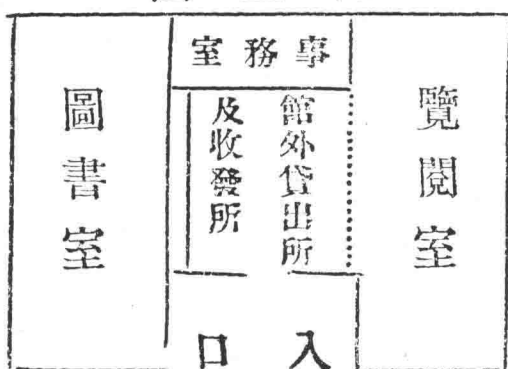 覽閱室
事務室
館外貸出所
及收發所
圖書室
入口